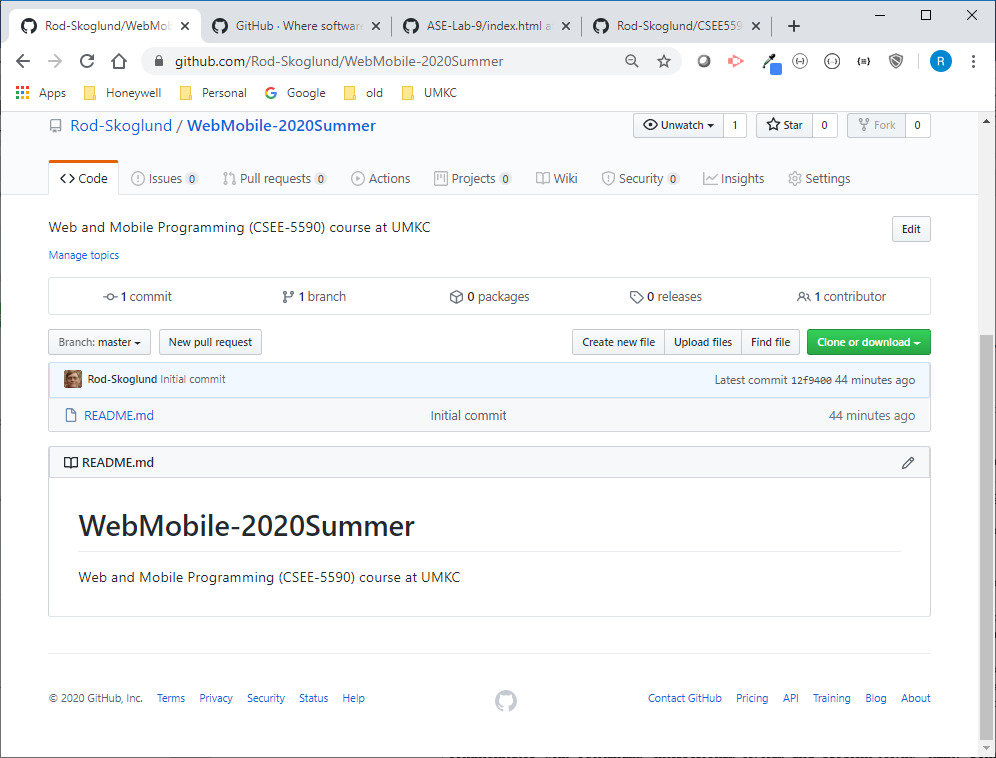 Rod-Skoglund/WebMob
GitHub · Where software
ASE-Lab-9/index.html a
Rod-Skoglund/CSEE559
github.com/Rod-Skoglund/WebMobile-2020Summer
R
Apps Honeywell Personal Google old UMKC
Rod-Skoglund / WebMobile-2020Summer
Unwatch 1 Star 0 Fork 0
Code Issues 0 Pull requests 0 Actions Projects 0 Wiki Security 0 Insights Settings
Web and Mobile Programming (CSEE-5590) course at UMKC
Edit
Manage topics
1 commit 1 branch 0 packages 0 releases 1 contributor
Branch: master New pull request Create new file Upload files Find file Clone or download
Rod-Skoglund Initial commit Latest commit 12f9400 44 minutes ago
README.md Initial commit 44 minutes ago
README.md
WebMobile-2020Summer
Web and Mobile Programming (CSEE-5590) course at UMKC
© 2020 GitHub, Inc. Terms Privacy Security Status Help Contact GitHub Pricing API Training Blog About